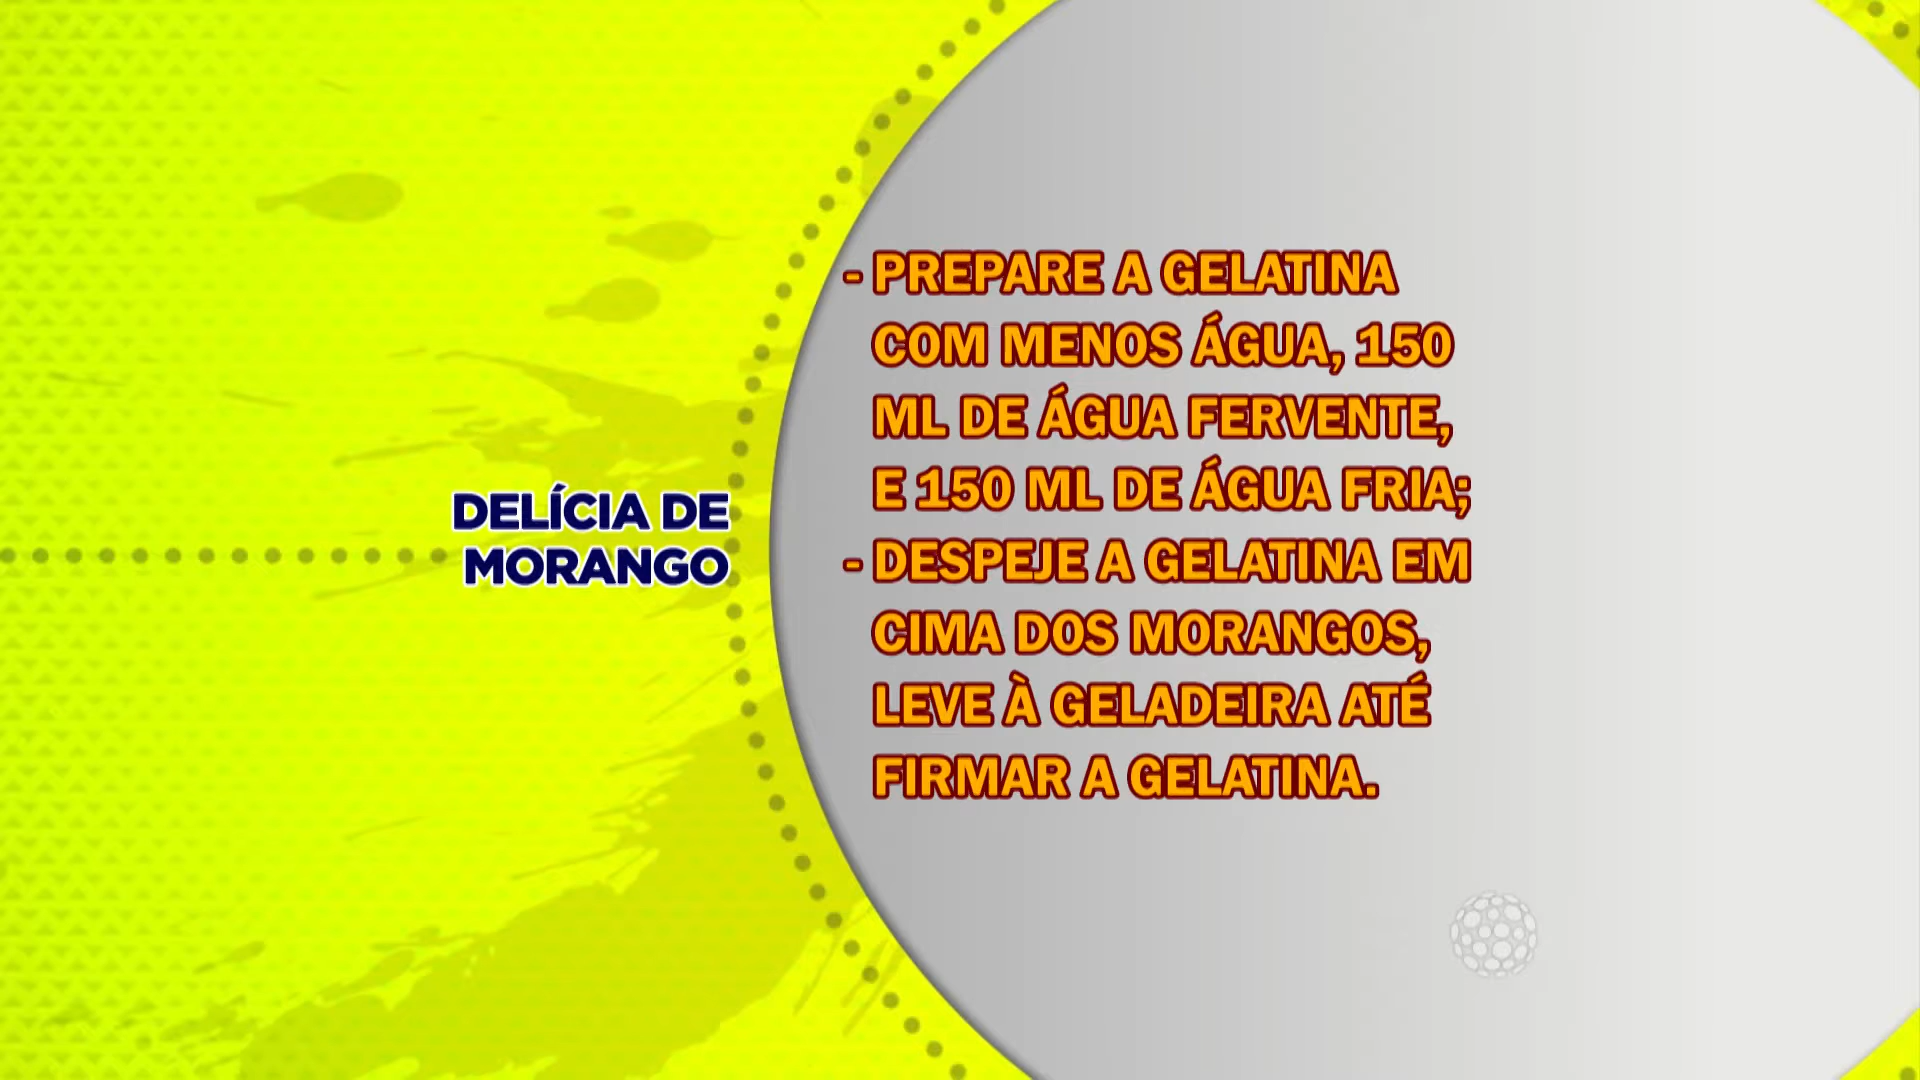 DELÍCIA DE
MORANGO
- PREPARE A GELATINA
COM MENOS ÁGUA, 150
ML DE ÁGUA FERVENTE,
E 150 ML DE ÁGUA FRIA;
- DESPEJE A GELATINA EM
CIMA DOS MORANGOS,
LEVE À GELADEIRA ATÉ
FIRMAR A GELATINA.